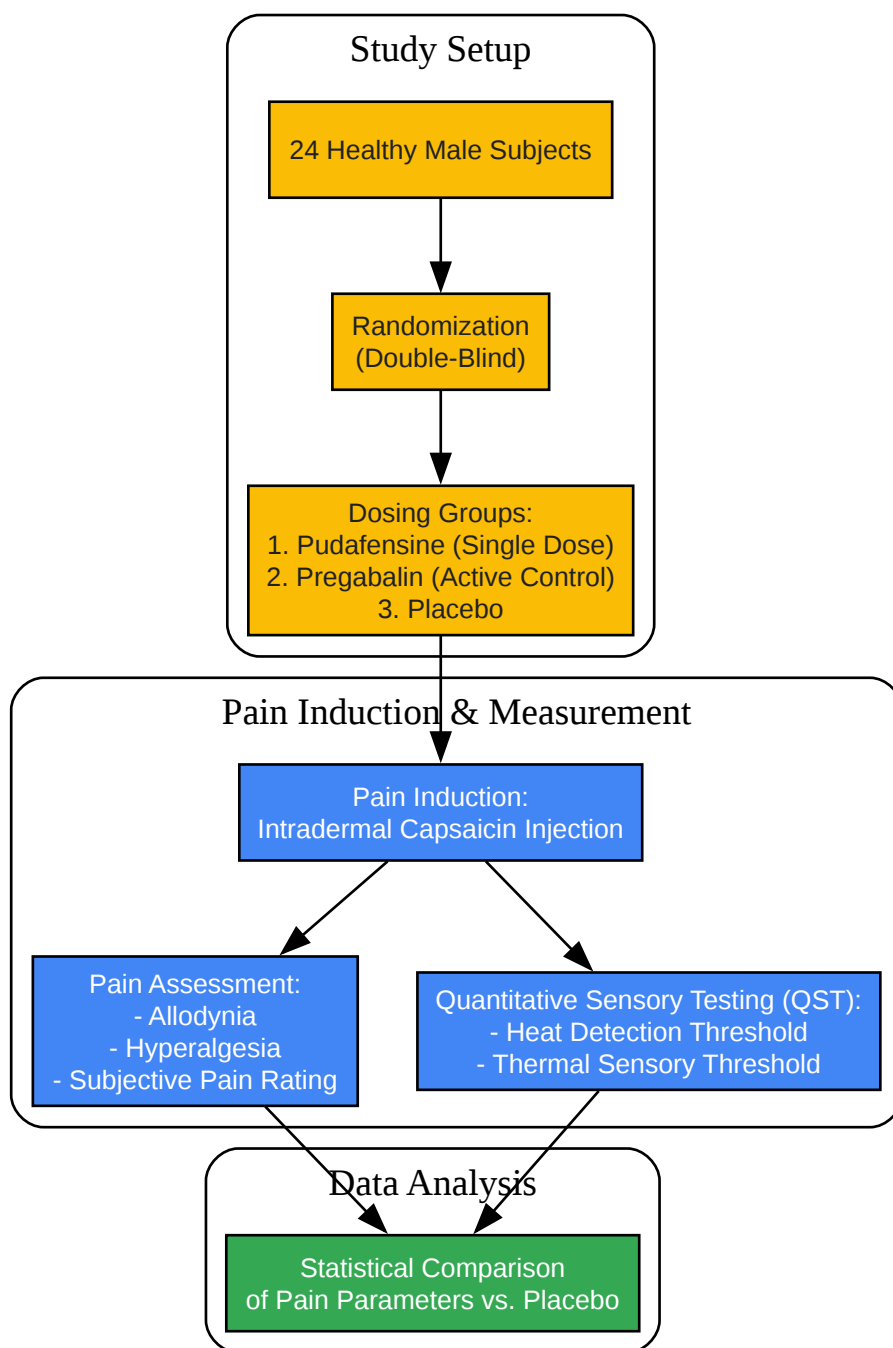 Study Setup
24 Healthy Male Subjects
Randomization
(Double-Blind)
Dosing Groups:
1. Pudafensine (Single Dose)
2. Pregabalin (Active Control)
3. Placebo
Pain Induction & Measurement
Pain Induction:
Intradermal Capsaicin Injection
Pain Assessment:
- Allodynia
- Hyperalgesia
- Subjective Pain Rating
Quantitative Sensory Testing (QST):
- Heat Detection Threshold
- Thermal Sensory Threshold
Data Analysis
Statistical Comparison
of Pain Parameters vs. Placebo